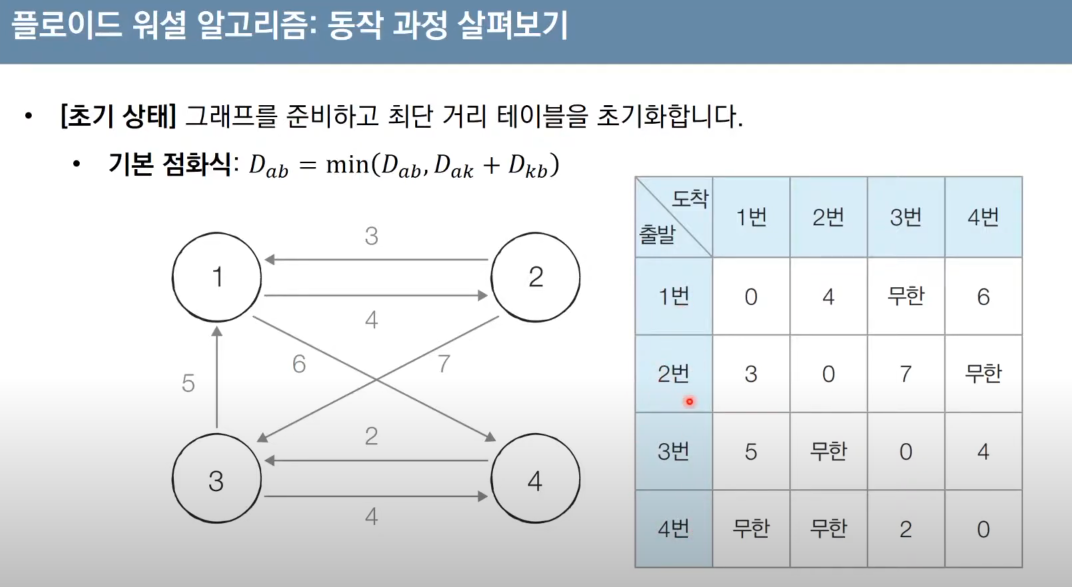 플로이드 워셜 알고리즘: 동작 과정 살펴보기
• [초기 상태] 그래프를 준비하고 최단 거리 테이블을 초기화합니다.
• 기본 점화식: D_ab = min(D_ab, D_ak + D_kb)
3
1
2
4
6
7
5
2
3
4
4
도착
출발
1번 2번 3번 4번
1번 0 4 무한 6
2번 3 0 7 무한
3번 5 무한 0 4
4번 무한 무한 2 0